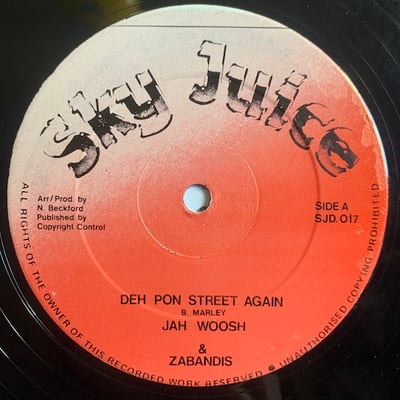 Sky Juice
Arr/Prod. by
N. Beckford
Published by
Copyright Control
SIDE A
SJD. 017
DEH PON STREET AGAIN
B. MARLEY
JAH WOOSH
&
ZABANDIS
ALL RIGHTS OF THE OWNER OF THIS RECORDED WORK RESERVED ● UNAUTHORISED COPYING PROHIBITED